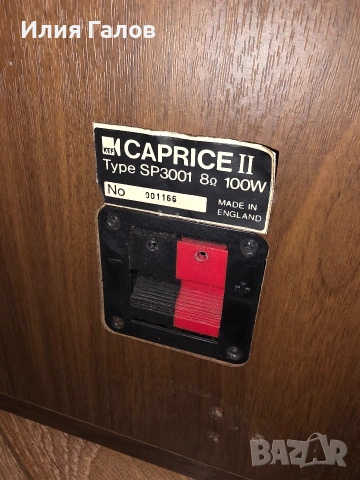 Илия Галов
KEF CAPRICE II
Type SP3001 8Ω 100W
No 001166 MADE IN
ENGLAND
BAZAR